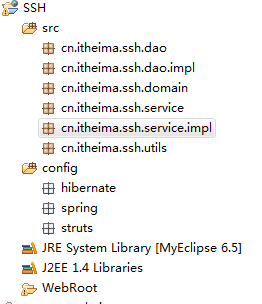 SSH
src
cn.itheima.ssh.dao
cn.itheima.ssh.dao.impl
cn.itheima.ssh.domain
cn.itheima.ssh.service
cn.itheima.ssh.service.impl
cn.itheima.ssh.utils
config
hibernate
spring
struts
JRE System Library [MyEclipse 6.5]
J2EE 1.4 Libraries
WebRoot